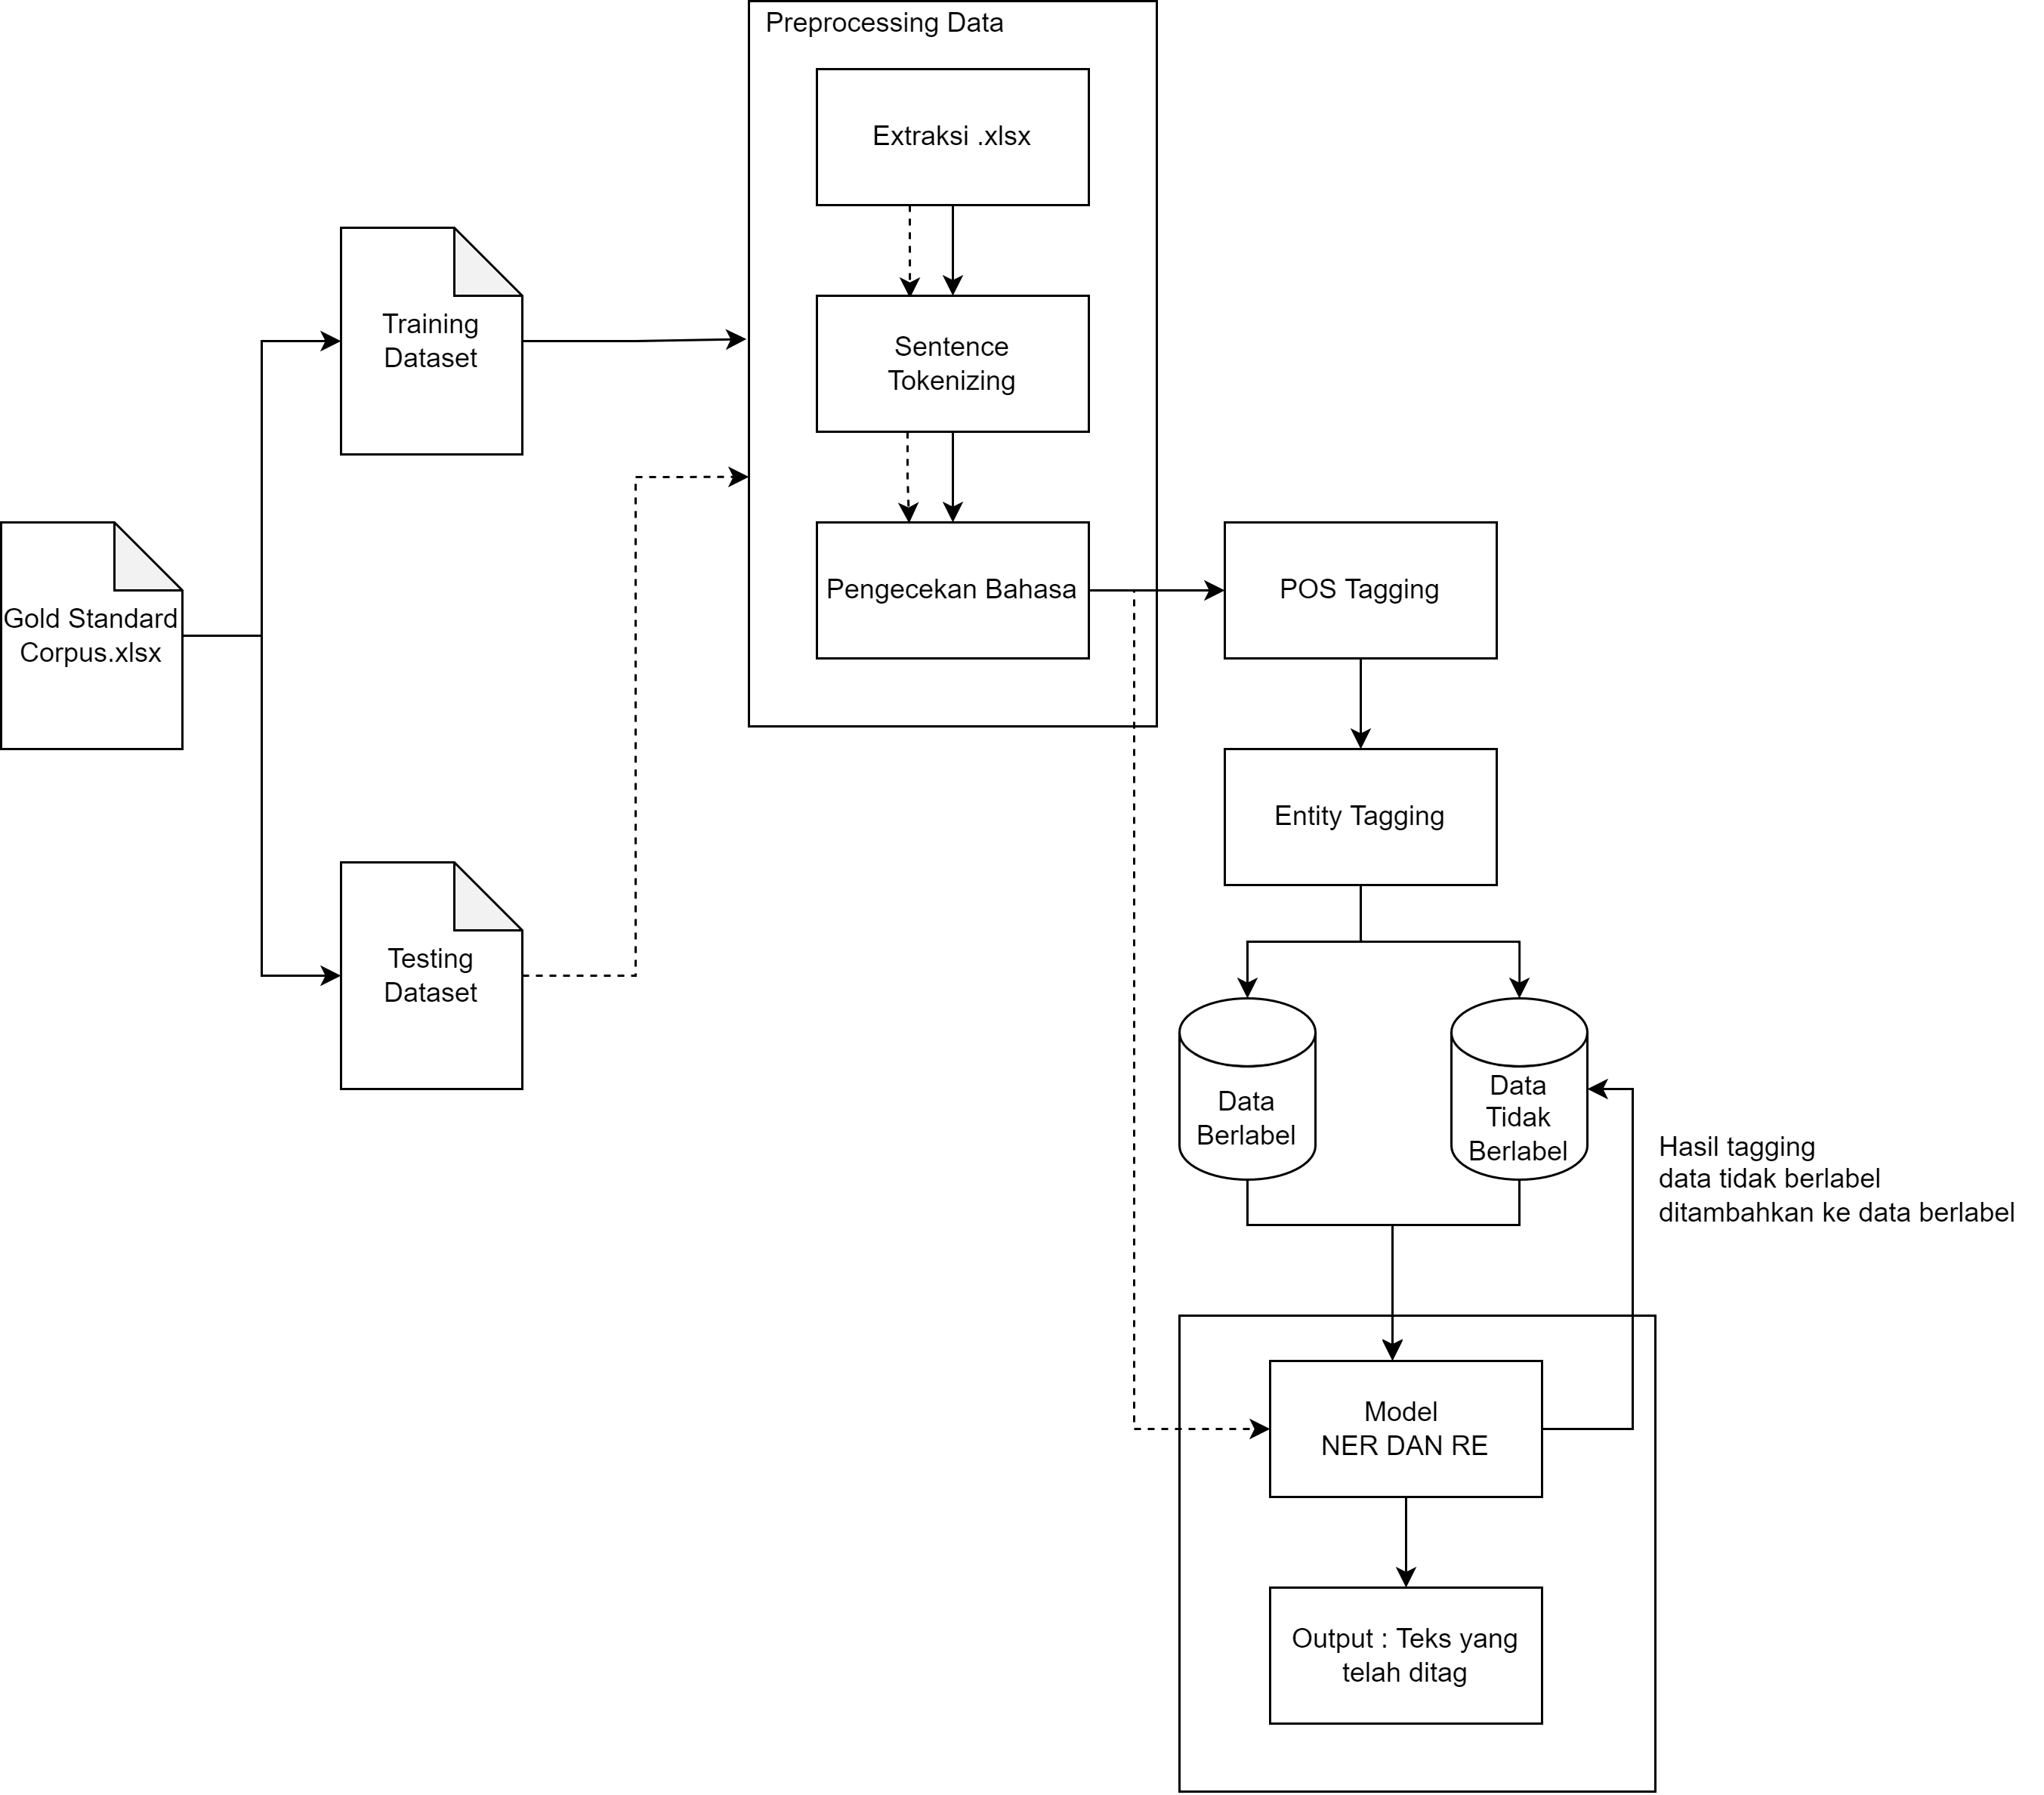 Preprocessing Data
Extraksi .xlsx
Training
Dataset
Sentence
Tokenizing
Gold Standard
Corpus.xlsx
Pengecekan Bahasa
POS Tagging
Entity Tagging
Testing
Dataset
Data
Berlabel
Data
Tidak
Berlabel
Hasil tagging
data tidak berlabel
ditambahkan ke data berlabel
Model
NER DAN RE
Output : Teks yang
telah ditag